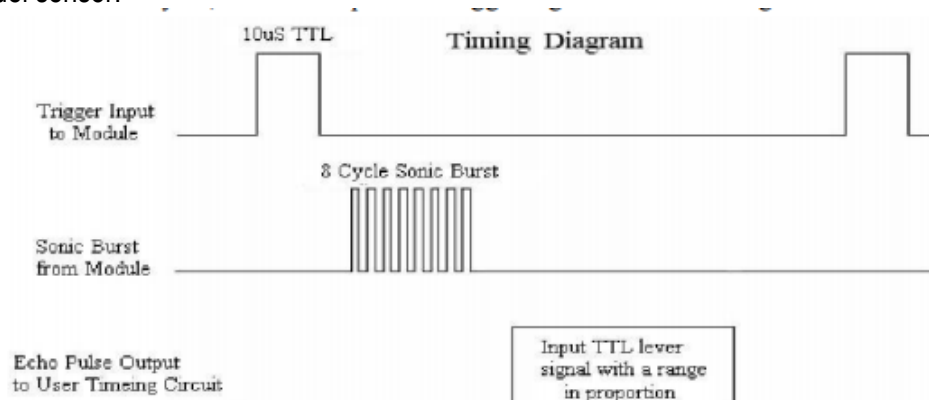 10uS TTL
Timing Diagram
Trigger Input
to Module
8 Cycle Sonic Burst
Sonic Burst
from Module
Echo Pulse Output
to User Timeing Circuit
Input TTL lever
signal with a range
in proportion